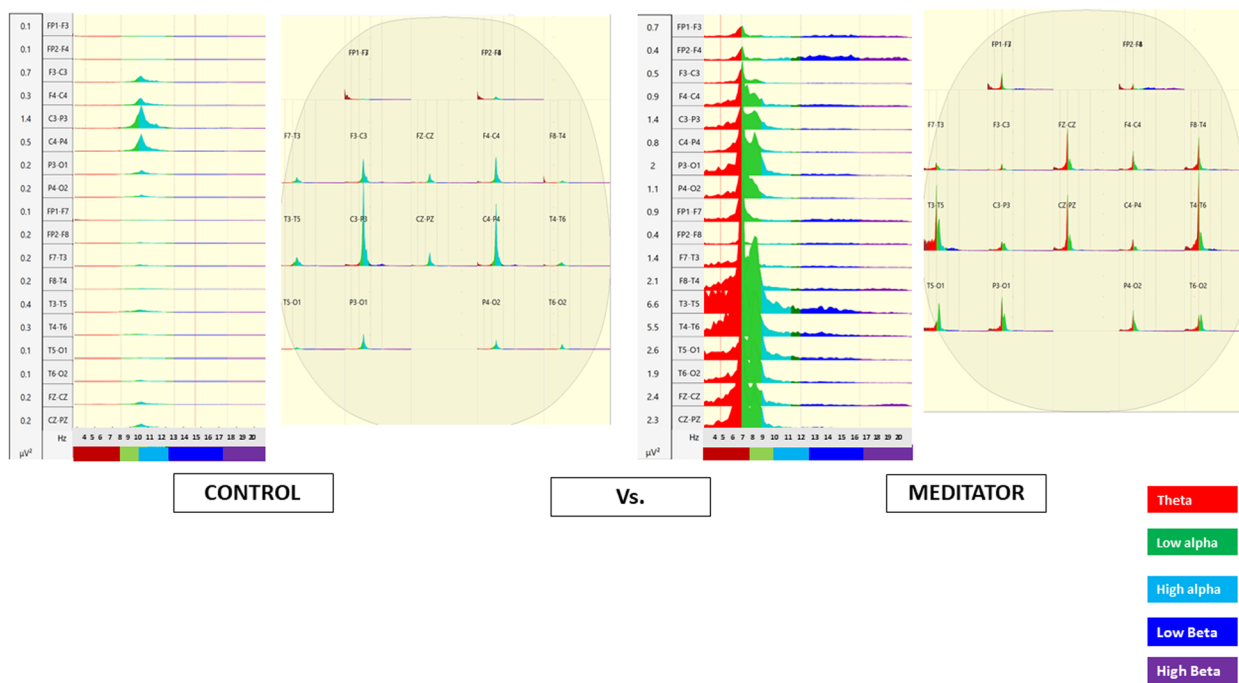 0.1 FP1-F3
0.1 FP2-F4
0.7 F3-C3
0.3 F4-C4
1.4 C3-P3
0.5 C4-P4
0.2 P3-O1
0.2 P4-O2
0.1 FP1-F7
0.2 FP2-F8
0.2 F7-T3
0.2 F8-T4
0.4 T3-T5
0.3 T4-T6
0.1 T5-O1
0.1 T6-O2
0.2 FZ-CZ
0.2 CZ-PZ
Hz 4 5 6 7 8 9 10 11 12 13 14 15 16 17 18 19 20
µV²
F7-T3 F3-C3 FZ-CZ F4-C4 F8-T4
T3-T5 C3-P3 CZ-PZ C4-P4 T4-T6
T5-O1 P3-O1 P4-O2 T6-O2
0.7 FP1-F3
0.4 FP2-F4
0.5 F3-C3
0.9 F4-C4
1.4 C3-P3
0.8 C4-P4
2 P3-O1
1.1 P4-O2
0.9 FP1-F7
0.4 FP2-F8
1.4 F7-T3
2.1 F8-T4
6.6 T3-T5
5.5 T4-T6
2.6 T5-O1
1.9 T6-O2
2.4 FZ-CZ
2.3 CZ-PZ
Hz 4 5 6 7 8 9 10 11 12 13 14 15 16 17 18 19 20
µV²
F7-T3 F3-C3 FZ-CZ F4-C4 F8-T4
T3-T5 C3-P3 CZ-PZ C4-P4 T4-T6
T5-O1 P3-O1 P4-O2 T6-O2
CONTROL
Vs.
MEDITATOR
Theta
Low alpha
High alpha
Low Beta
High Beta